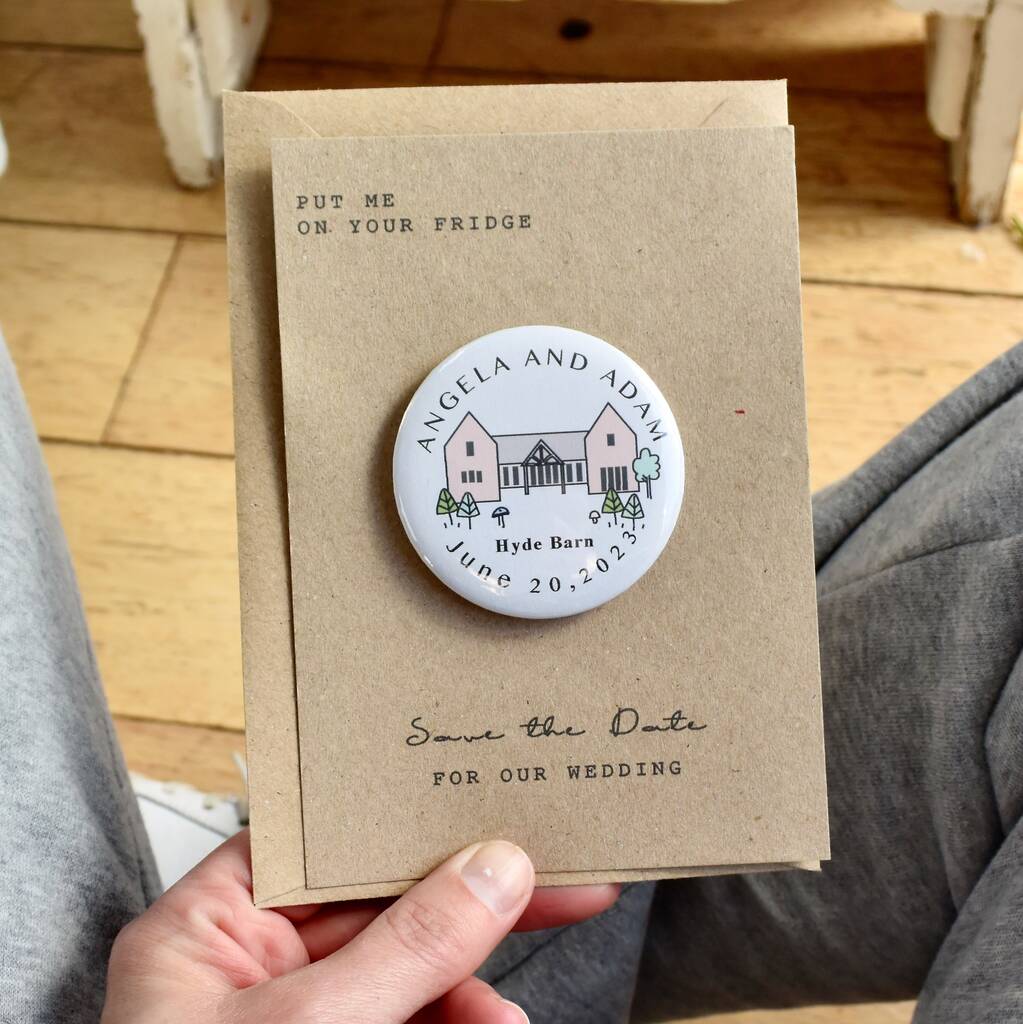 PUT ME
ON YOUR FRIDGE
ANGELA AND ADAM
Hyde Barn
June 20,2023
Save the Date
FOR OUR WEDDING